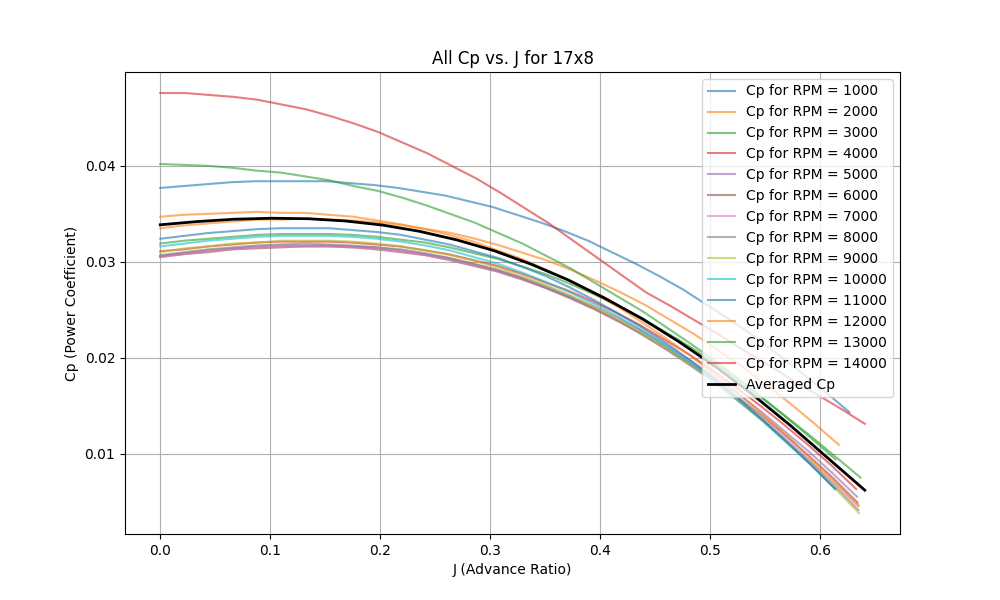 All Cp vs. J for 17x8
Cp (Power Coefficient)
0.04
0.03
0.02
0.01
Cp for RPM = 1000
Cp for RPM = 2000
Cp for RPM = 3000
Cp for RPM = 4000
Cp for RPM = 5000
Cp for RPM = 6000
Cp for RPM = 7000
Cp for RPM = 8000
Cp for RPM = 9000
Cp for RPM = 10000
Cp for RPM = 11000
Cp for RPM = 12000
Cp for RPM = 13000
Cp for RPM = 14000
Averaged Cp
0.0 0.1 0.2 0.3 0.4 0.5 0.6
J (Advance Ratio)